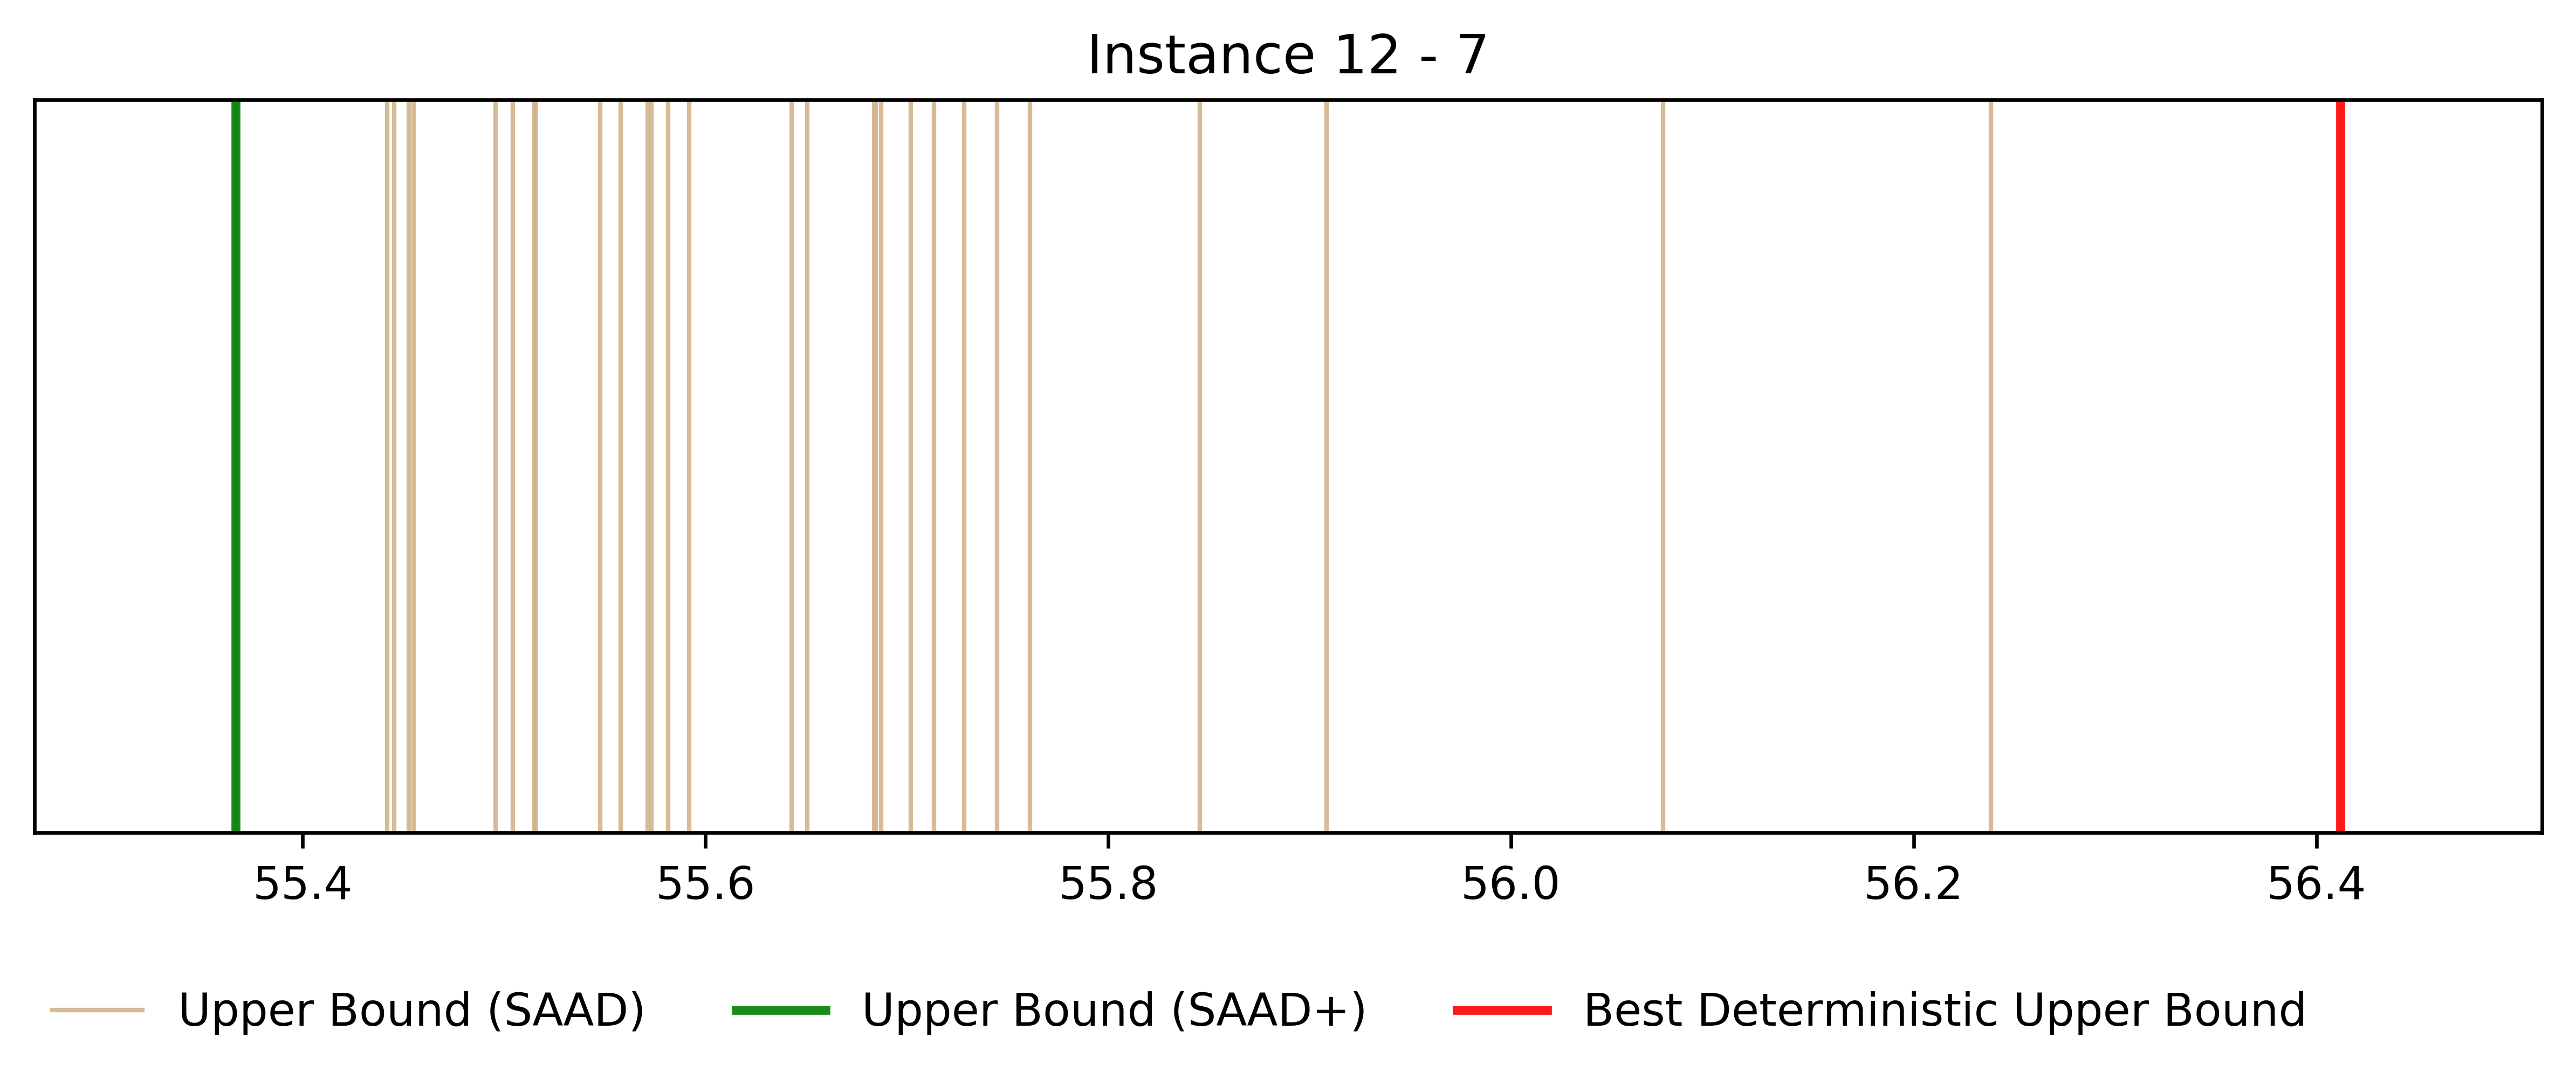 Instance 12 - 7
55.4 55.6 55.8 56.0 56.2 56.4
Upper Bound (SAAD) Upper Bound (SAAD+) Best Deterministic Upper Bound